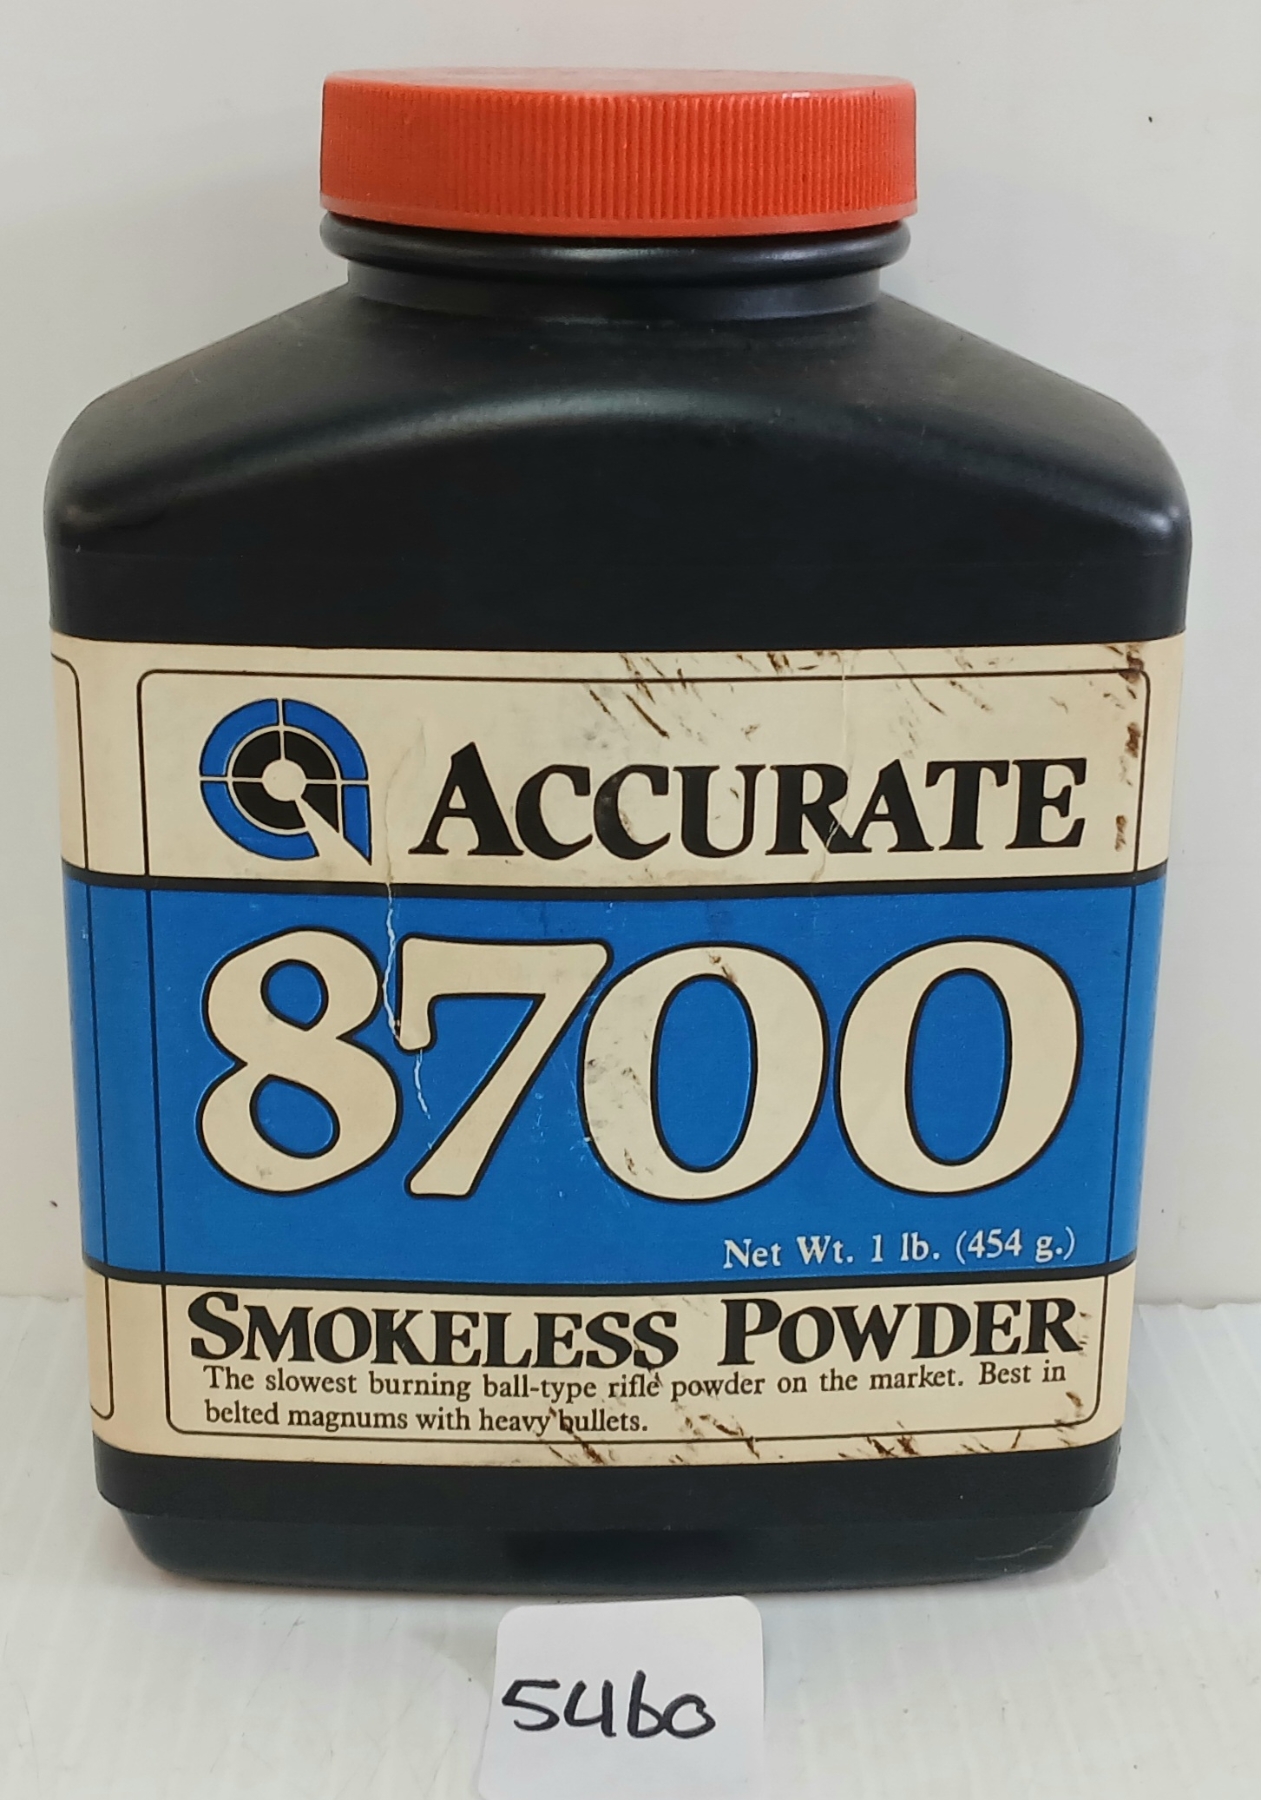 ACCURATE
8700
Net Wt. 1 lb. (454 g.)
SMOKELESS POWDER
The slowest burning ball-type rifle powder on the market. Best in
belted magnums with heavy bullets.
5460